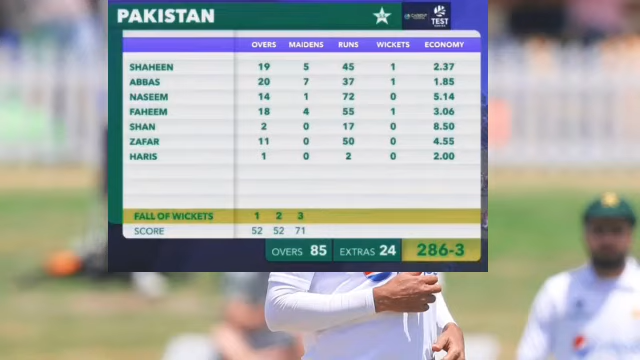 PAKISTAN
TEST
OVERS MAIDENS RUNS WICKETS ECONOMY
SHAHEEN 19 5 45 1 2.37
ABBAS 20 7 37 1 1.85
NASEEM 14 1 72 0 5.14
FAHEEM 18 4 55 1 3.06
SHAN 2 0 17 0 8.50
ZAFAR 11 0 50 0 4.55
HARIS 1 0 2 0 2.00
FALL OF WICKETS 1 2 3
SCORE 52 52 71
OVERS 85 EXTRAS 24 286-3